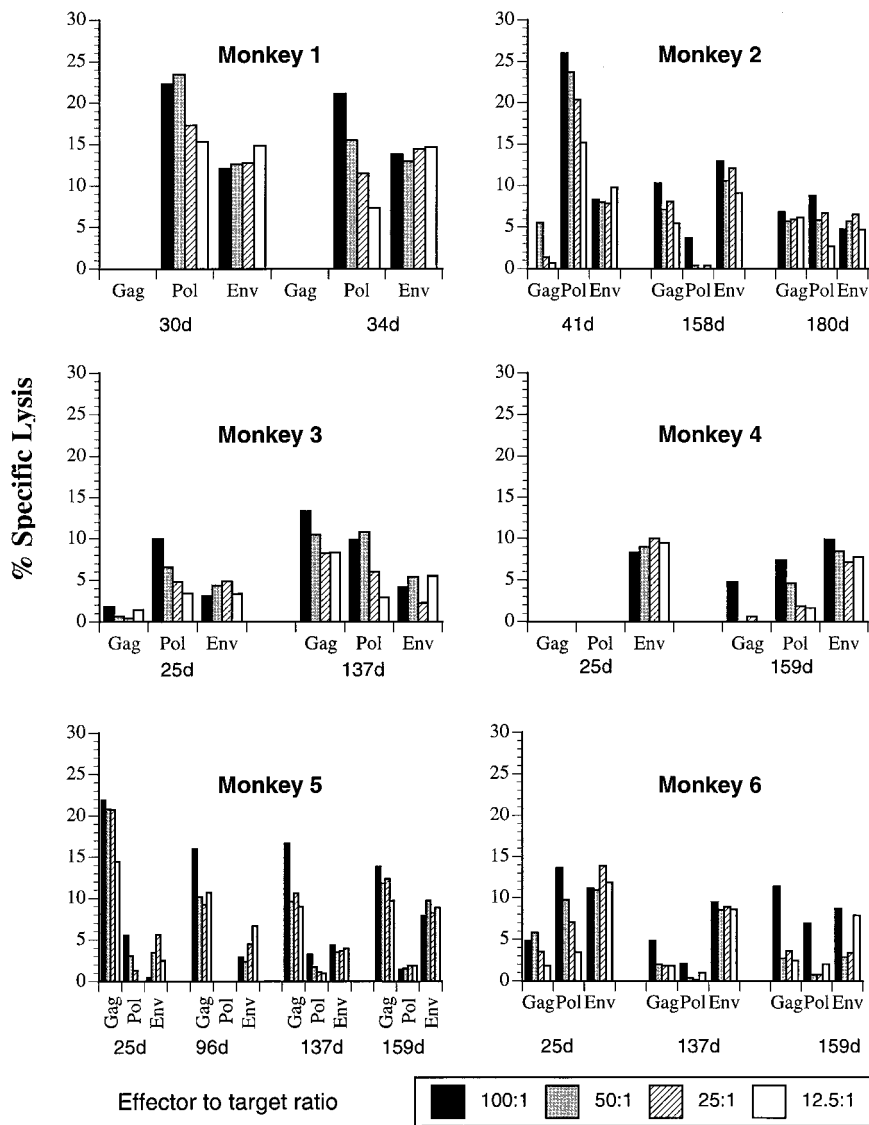 % Specific Lysis
Monkey 1
30
25
20
15
10
5
0
Gag Pol Env Gag Pol Env
30d 34d
Monkey 2
30
25
20
15
10
5
0
Gag Pol Env Gag Pol Env Gag Pol Env
41d 158d 180d
Monkey 3
30
25
20
15
10
5
0
Gag Pol Env Gag Pol Env
25d 137d
Monkey 4
30
25
20
15
10
5
0
Gag Pol Env Gag Pol Env
25d 159d
Monkey 5
30
25
20
15
10
5
0
Gag Pol Env Gag Pol Env Gag Pol Env Gag Pol Env
25d 96d 137d 159d
Monkey 6
30
25
20
15
10
5
0
Gag Pol Env Gag Pol Env Gag Pol Env
25d 137d 159d
Effector to target ratio 100:1 50:1 25:1 12.5:1